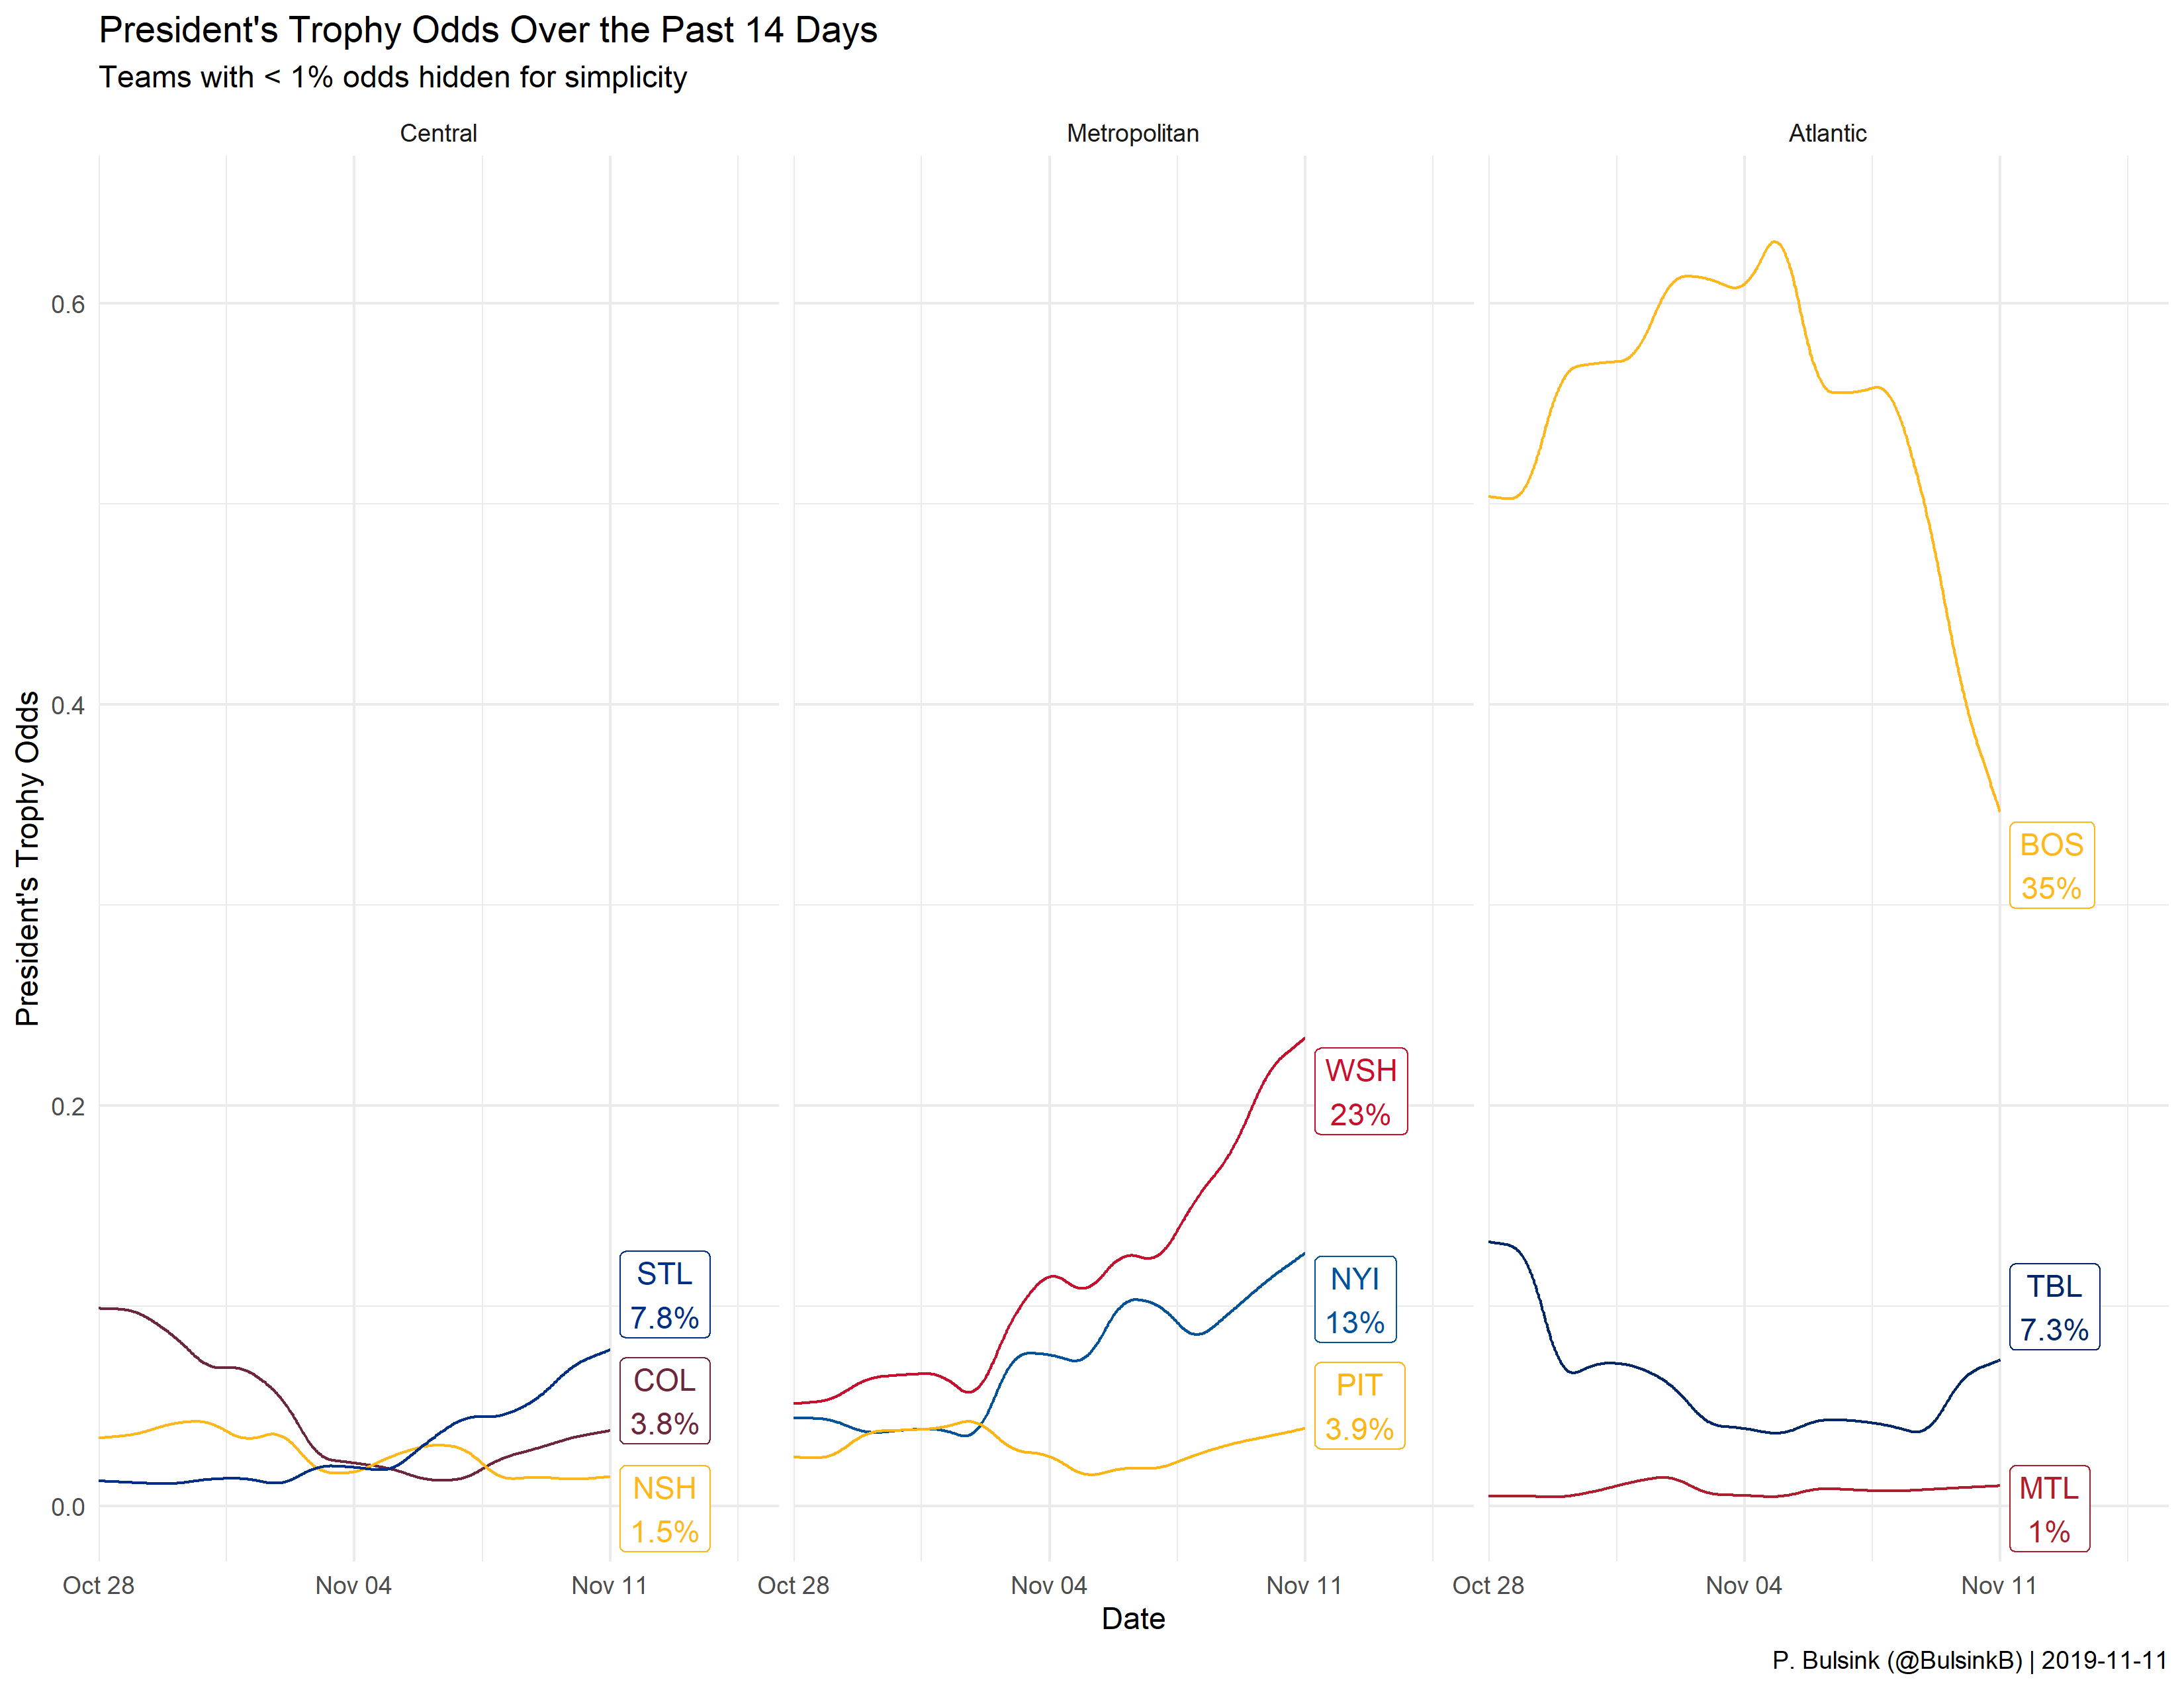 President's Trophy Odds Over the Past 14 Days
Teams with < 1% odds hidden for simplicity
Central
Metropolitan
Atlantic
President's Trophy Odds
0.6
0.4
0.2
0.0
STL
7.8%
COL
3.8%
NSH
1.5%
WSH
23%
NYI
13%
PIT
3.9%
BOS
35%
TBL
7.3%
MTL
1%
Oct 28
Nov 04
Nov 11
Oct 28
Nov 04
Nov 11
Oct 28
Nov 04
Nov 11
Date
P. Bulsink (@BulsinkB) | 2019-11-11